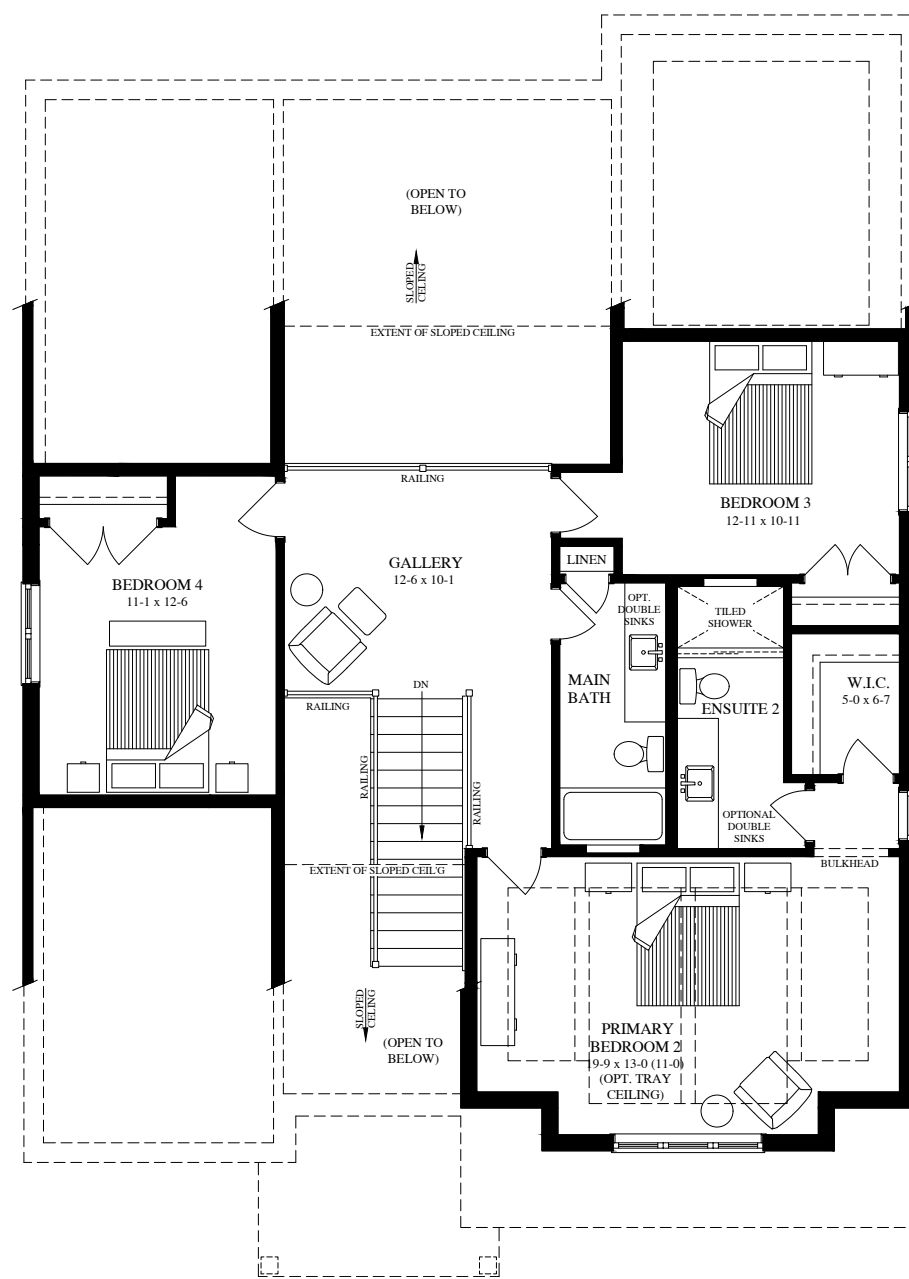 (OPEN TO
BELOW)
SLOPED
CELING
EXTENT OF SLOPED CEILING
RAILING
BEDROOM 3
12-11 x 10-11
GALLERY
12-6 x 10-1
LINEN
BEDROOM 4
11-1 x 12-6
OPT.
DOUBLE
SINKS
TILED
SHOWER
MAIN
BATH
W.I.C.
5-0 x 6-7
ENSUITE 2
DN
RAILING
RAILING
RAILING
OPTIONAL
DOUBLE
SINKS
BULKHEAD
EXTENT OF SLOPED CEIL'G
SLOPED
CELING
(OPEN TO
BELOW)
PRIMARY
BEDROOM 2
19-9 x 13-0 (11-0)
(OPT. TRAY
CEILING)